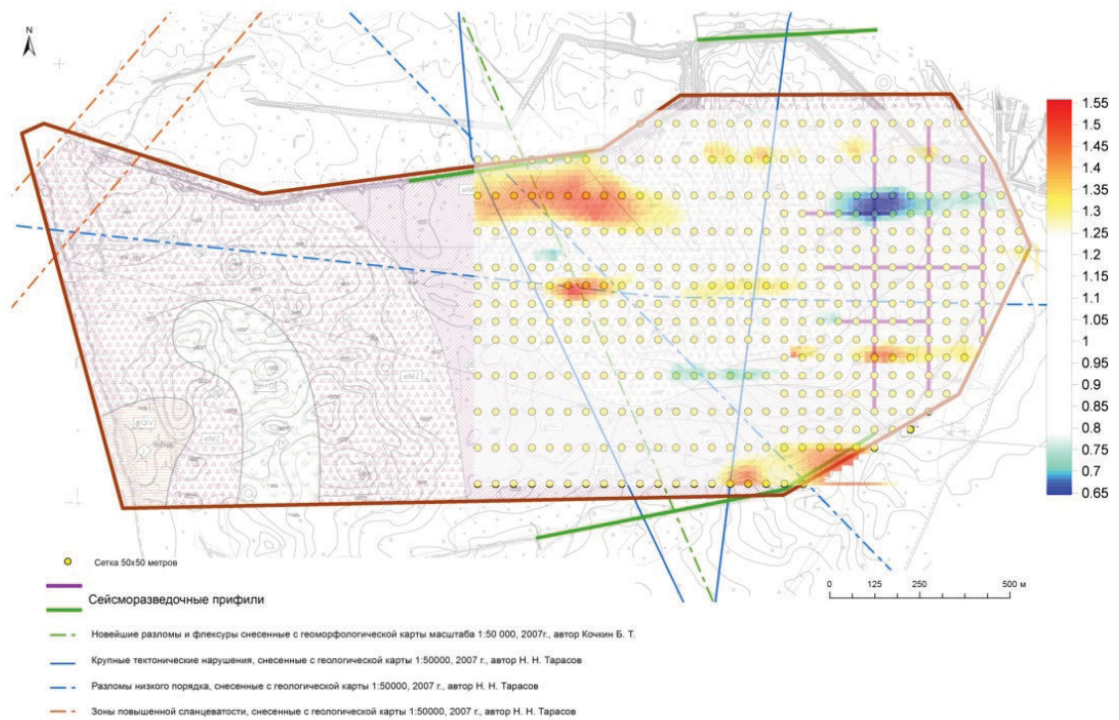 N
1.55
1.5
1.45
1.4
1.35
1.3
1.25
1.2
1.15
1.1
1.05
1
0.95
0.9
0.85
0.8
0.75
0.7
0.65
Сетка 50x50 метров
Сейсморазведочные прифили
0 125 250 500 м
Новейшие разломы и флексуры снесенные с геоморфологической карты масштаба 1:50 000, 2007г., автор Кочкин Б. Т.
Крупные тектонические нарушения, снесенные с геологической карты 1:50000, 2007 г., автор Н. Н. Тарасов
Разломы низкого порядка, снесенные с геологической карты 1:50000, 2007 г., автор Н. Н. Тарасов
Зоны повышенной сланцеватости, снесенные с геологической карты 1:50000, 2007 г., автор Н. Н. Тарасов